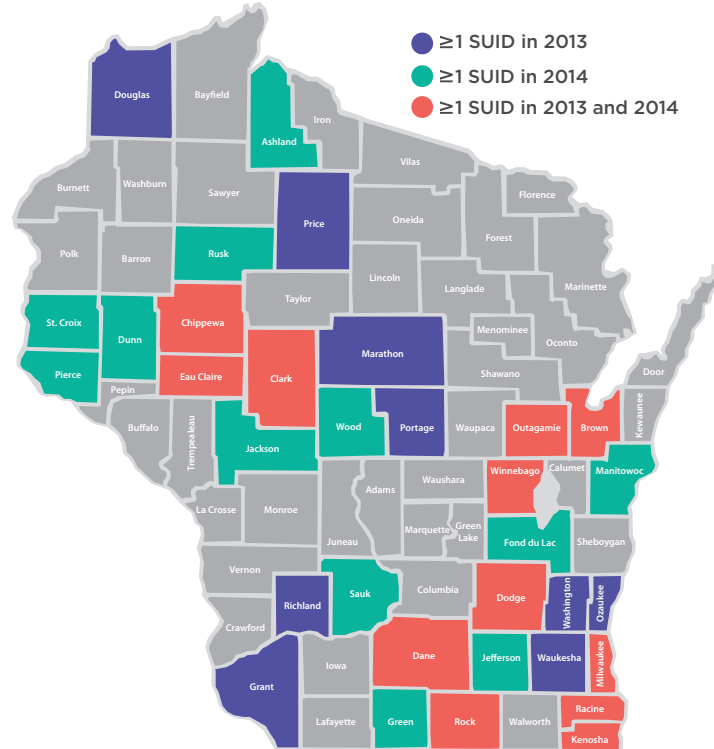 ≥1 SUID in 2013
≥1 SUID in 2014
≥1 SUID in 2013 and 2014
Douglas
Bayfield
Ashland
Iron
Vilas
Burnett
Washburn
Sawyer
Price
Oneida
Forest
Florence
Polk
Barron
Rusk
Lincoln
Langlade
Marinette
Taylor
St. Croix
Dunn
Chippewa
Marathon
Menominee
Oconto
Pierce
Pepin
Eau Claire
Clark
Shawano
Door
Buffalo
Trempealeau
Jackson
Wood
Portage
Waupaca
Outagamie
Brown
Kewaunee
La Crosse
Monroe
Juneau
Adams
Waushara
Winnebago
Calumet
Manitowoc
Marquette
Green
Lake
Fond du Lac
Sheboygan
Vernon
Richland
Sauk
Columbia
Dodge
Washington
Ozaukee
Crawford
Grant
Iowa
Dane
Jefferson
Waukesha
Milwaukee
Lafayette
Green
Rock
Walworth
Racine
Kenosha